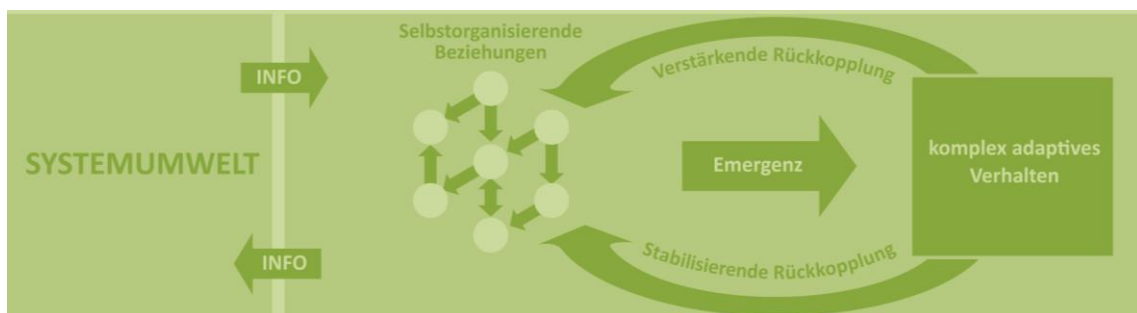 Selbstorganisierende
Beziehungen
Verstärkende Rückkopplung
INFO
SYSTEMUMWELT
Emergenz
komplex adaptives
Verhalten
INFO
Stabilisierende Rückkopplung